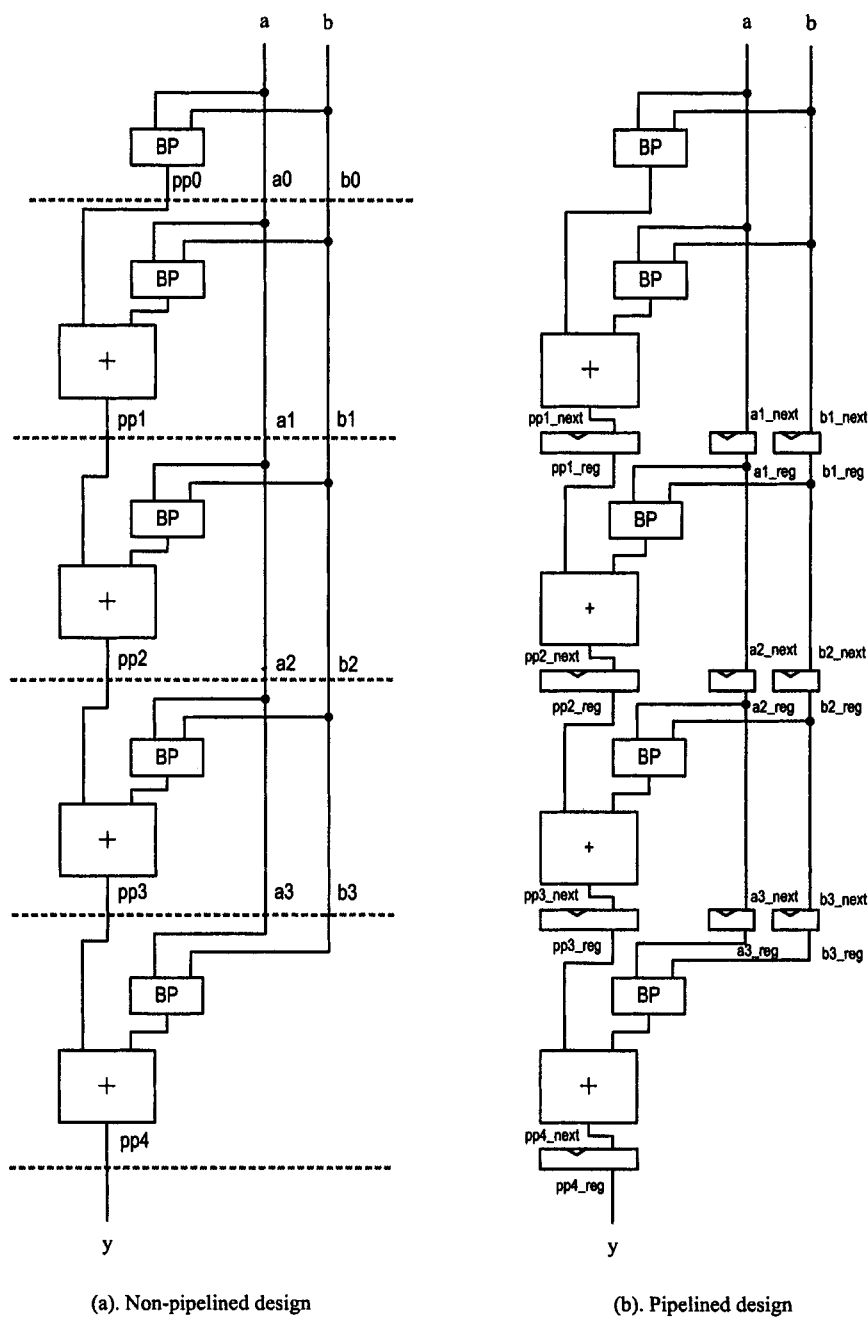 a b
BP
pp0 a0 b0
BP
+
pp1 a1 b1
BP
+
pp2 a2 b2
BP
+
pp3 a3 b3
BP
+
pp4
y
(a). Non-pipelined design
a b
BP
BP
+
pp1_next a1_next b1_next
pp1_reg a1_reg b1_reg
BP
+
pp2_next a2_next b2_next
pp2_reg a2_reg b2_reg
BP
+
pp3_next a3_next b3_next
pp3_reg a3_reg b3_reg
BP
+
pp4_next
pp4_reg
y
(b). Pipelined design